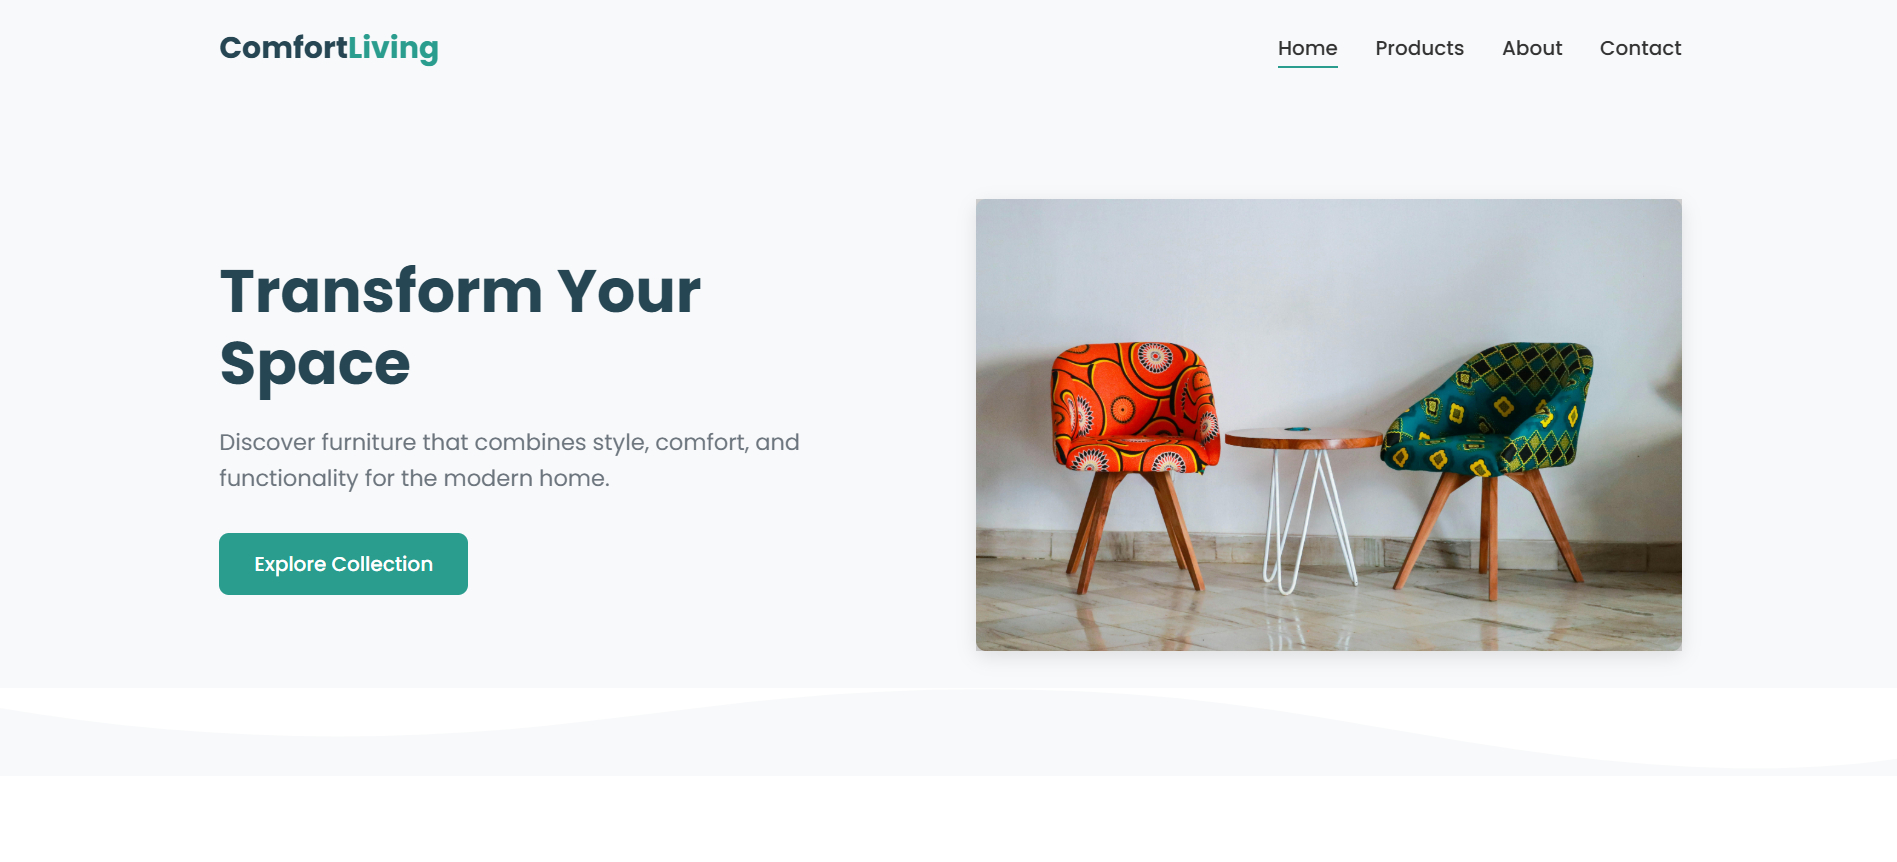 ComfortLiving
Home Products About Contact
Transform Your
Space
Discover furniture that combines style, comfort, and
functionality for the modern home.
Explore Collection